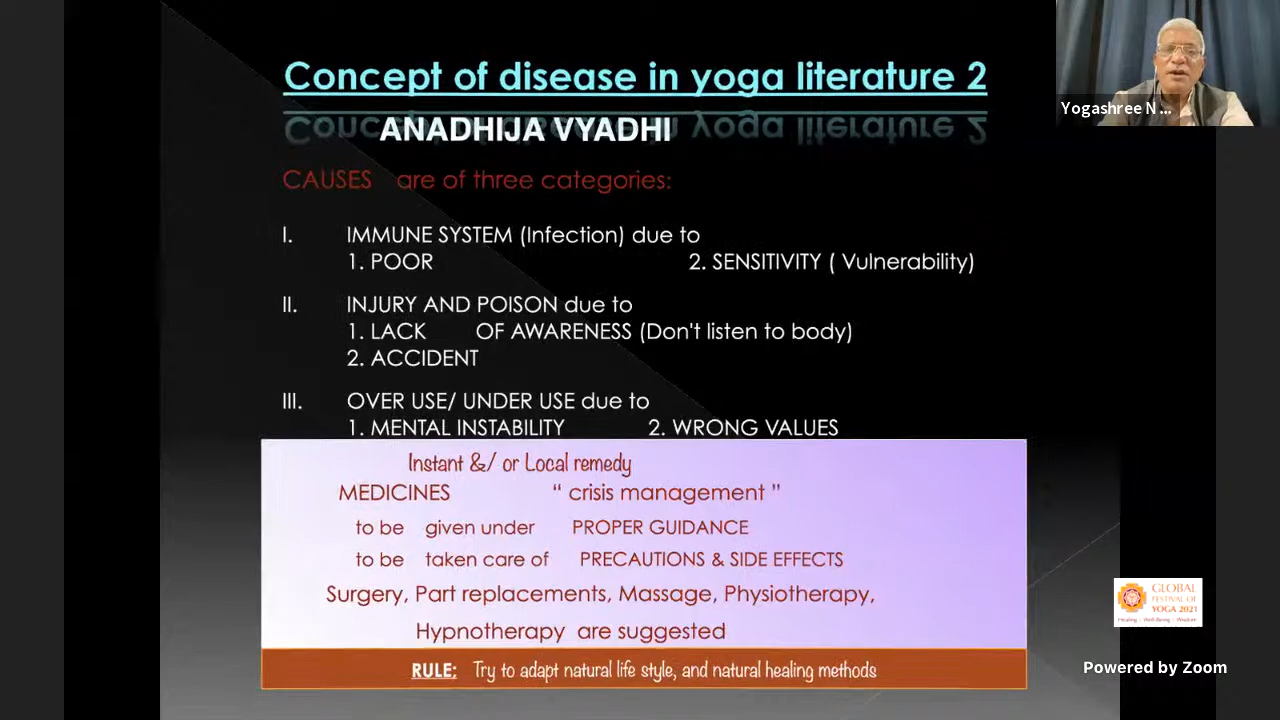 Concept of disease in yoga literature 2
ANADHIJA VYADHI
CAUSES are of three categories:
I. IMMUNE SYSTEM (Infection) due to
1. POOR 2. SENSITIVITY ( Vulnerability)
II. INJURY AND POISON due to
1. LACK OF AWARENESS (Don't listen to body)
2. ACCIDENT
III. OVER USE/ UNDER USE due to
1. MENTAL INSTABILITY 2. WRONG VALUES
Instant &/ or Local remedy
MEDICINES “ crisis management ”
to be given under PROPER GUIDANCE
to be taken care of PRECAUTIONS & SIDE EFFECTS
Surgery, Part replacements, Massage, Physiotherapy,
Hypnotherapy are suggested
RULE: Try to adapt natural life style, and natural healing methods
Yogashree N ...
GLOBAL
FESTIVAL OF
YOGA 2021
Healing • Well-Being • Wisdom
Powered by Zoom